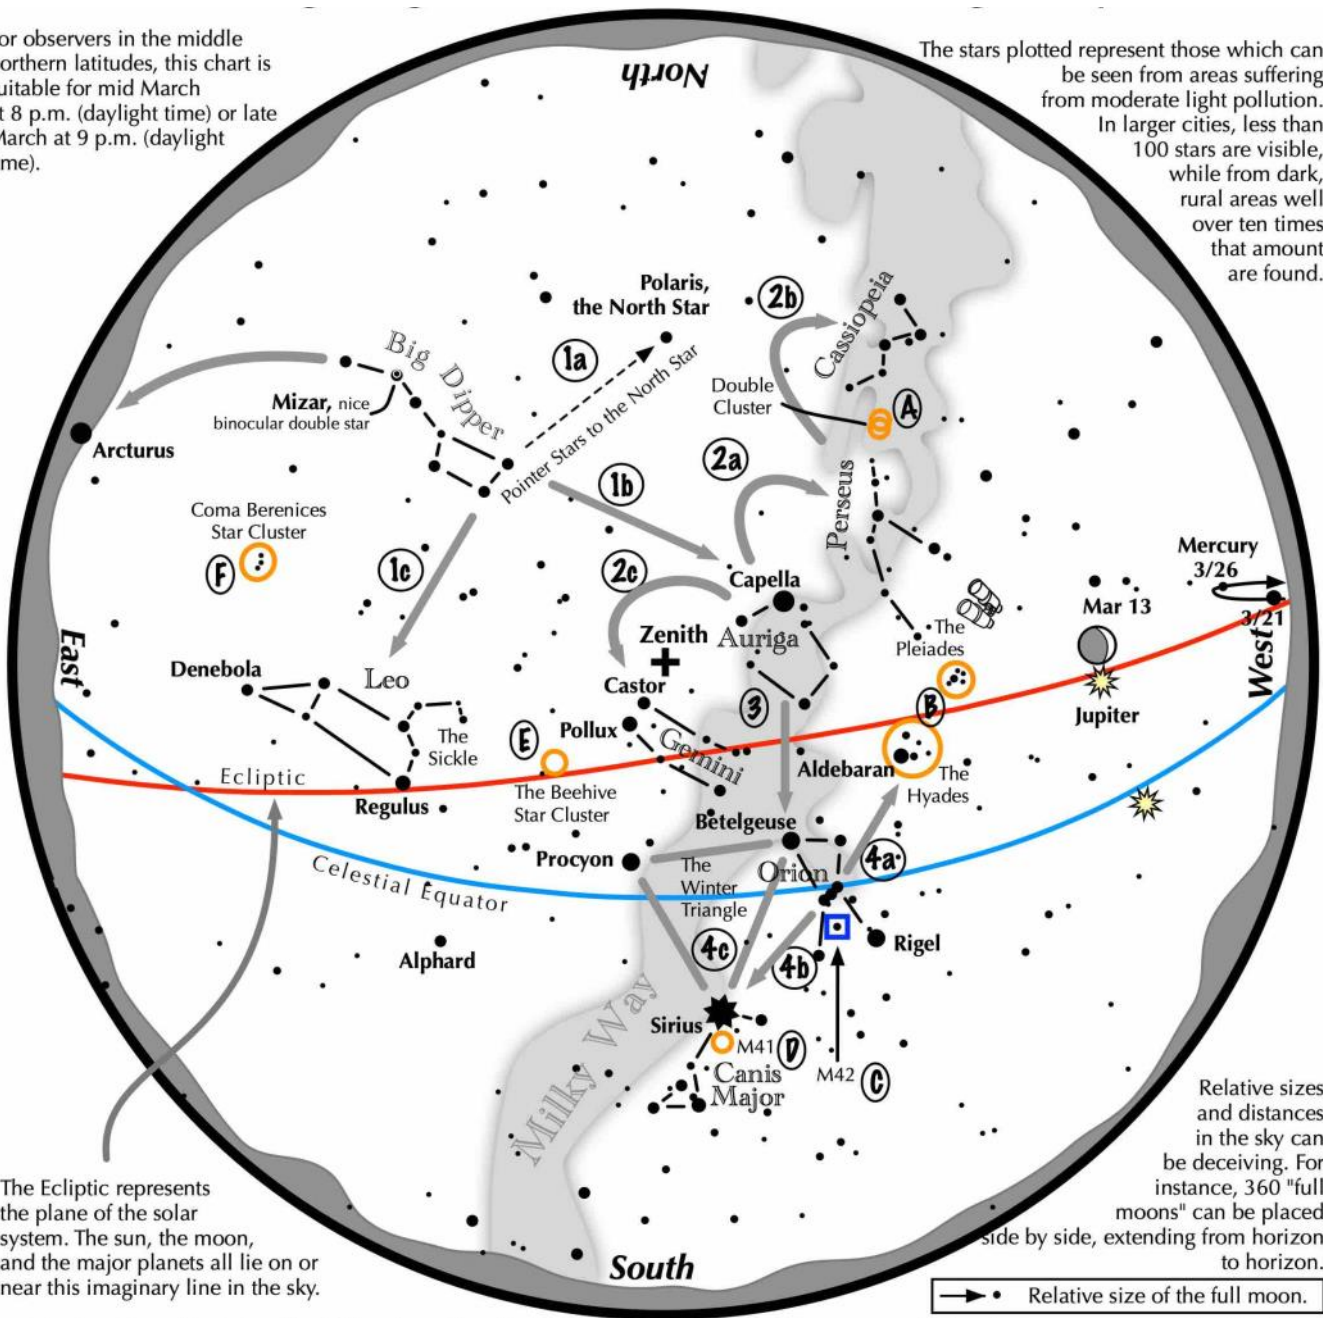 or observers in the middle
orthern latitudes, this chart is
uitable for mid March
t 8 p.m. (daylight time) or late
March at 9 p.m. (daylight
me).
North
The stars plotted represent those which can
be seen from areas suffering
from moderate light pollution.
In larger cities, less than
100 stars are visible,
while from dark,
rural areas well
over ten times
that amount
are found.
Polaris,
the North Star
2b
Cassiopeia
1a
Big Dipper
Mizar, nice
binocular double star
Pointer Stars to the North Star
Double
Cluster
A
Arcturus
2a
1b
Perseus
Coma Berenices
Star Cluster
F
1c
2c
Capella
Mercury
3/26
3/21
Mar 13
East
West
Zenith
Auriga
The
Pleiades
Denebola
Leo
Castor
3
B
Jupiter
The
Sickle
E
Pollux
Gemini
Aldebaran
The
Hyades
Ecliptic
Regulus
The Beehive
Star Cluster
Betelgeuse
Procyon
The
Winter
Triangle
Orion
4a
Celestial Equator
Alphard
4c
4b
Rigel
Milky Way
Sirius
M41
D
M42
C
Canis
Major
The Ecliptic represents
the plane of the solar
system. The sun, the moon,
and the major planets all lie on or
near this imaginary line in the sky.
South
Relative sizes
and distances
in the sky can
be deceiving. For
instance, 360 "full
moons" can be placed
side by side, extending from horizon
to horizon.
Relative size of the full moon.